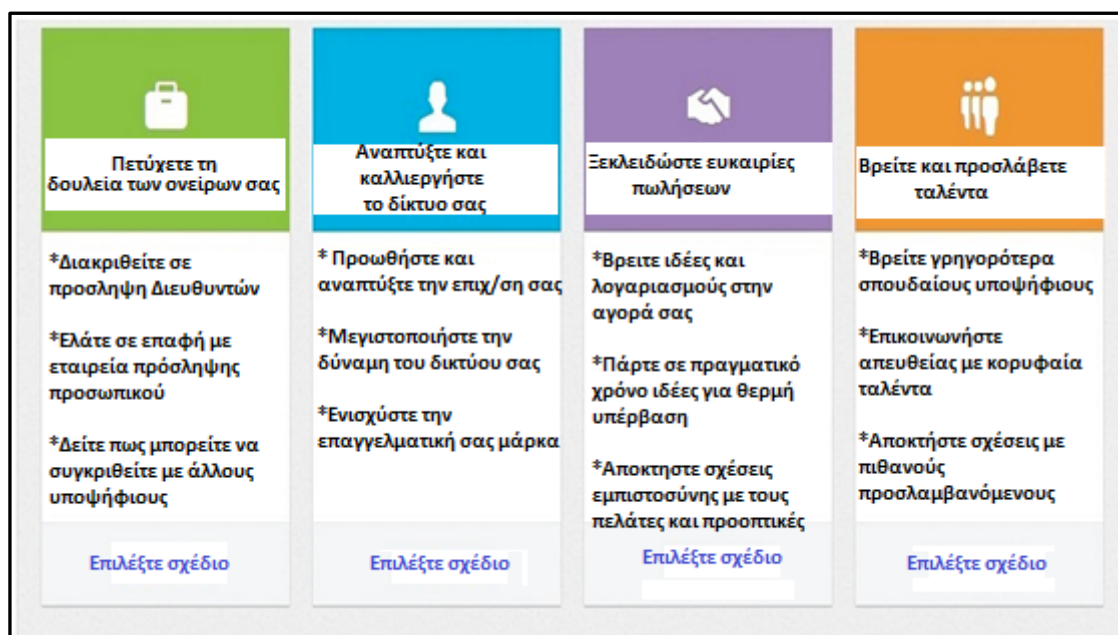 Πετύχετε τη
δουλεία των ονείρων σας
*Διακριθείτε σε
προσληψη Διευθυντών
*Ελάτε σε επαφή με
εταιρεία πρόσληψης
προσωπικού
*Δείτε πως μπορείτε να
συγκριθείτε με άλλους
υποψήφιους
Επιλέξτε σχέδιο
Αναπτύξτε και
καλλιεργήστε
το δίκτυο σας
* Προωθήστε και
αναπτύξτε την επιχ/ση σας
*Μεγιστοποιήστε την
δύναμη του δικτύου σας
*Ενισχύστε την
επαγγελματική σας μάρκα
Επιλέξτε σχέδιο
Ξεκλειδώστε ευκαιρίες
πωλήσεων
*Βρειτε ιδέες και
λογαριασμούς στην
αγορά σας
*Πάρτε σε πραγματικό
χρόνο ιδέες για θερμή
υπέρβαση
*Αποκτηστε σχέσεις
εμπιστοσύνης με τους
πελάτες και προοπτικές
Επιλέξτε σχέδιο
Βρείτε και προσλάβετε
ταλέντα
*Βρείτε γρηγορότερα
σπουδαίους υποψήφιους
*Επικοινωνήστε
απευθείας με κορυφαία
ταλέντα
*Αποκτήστε σχέσεις με
πιθανούς
προσλαμβανόμενους
Επιλέξτε σχέδιο